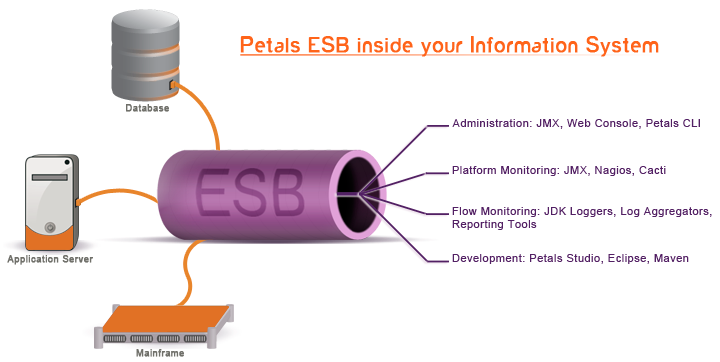 Petals ESB inside your Information System
Database
Administration: JMX, Web Console, Petals CLI
Platform Monitoring: JMX, Nagios, Cacti
ESB
Flow Monitoring: JDK Loggers, Log Aggregators,
Reporting Tools
Application Server
Development: Petals Studio, Eclipse, Maven
Mainframe